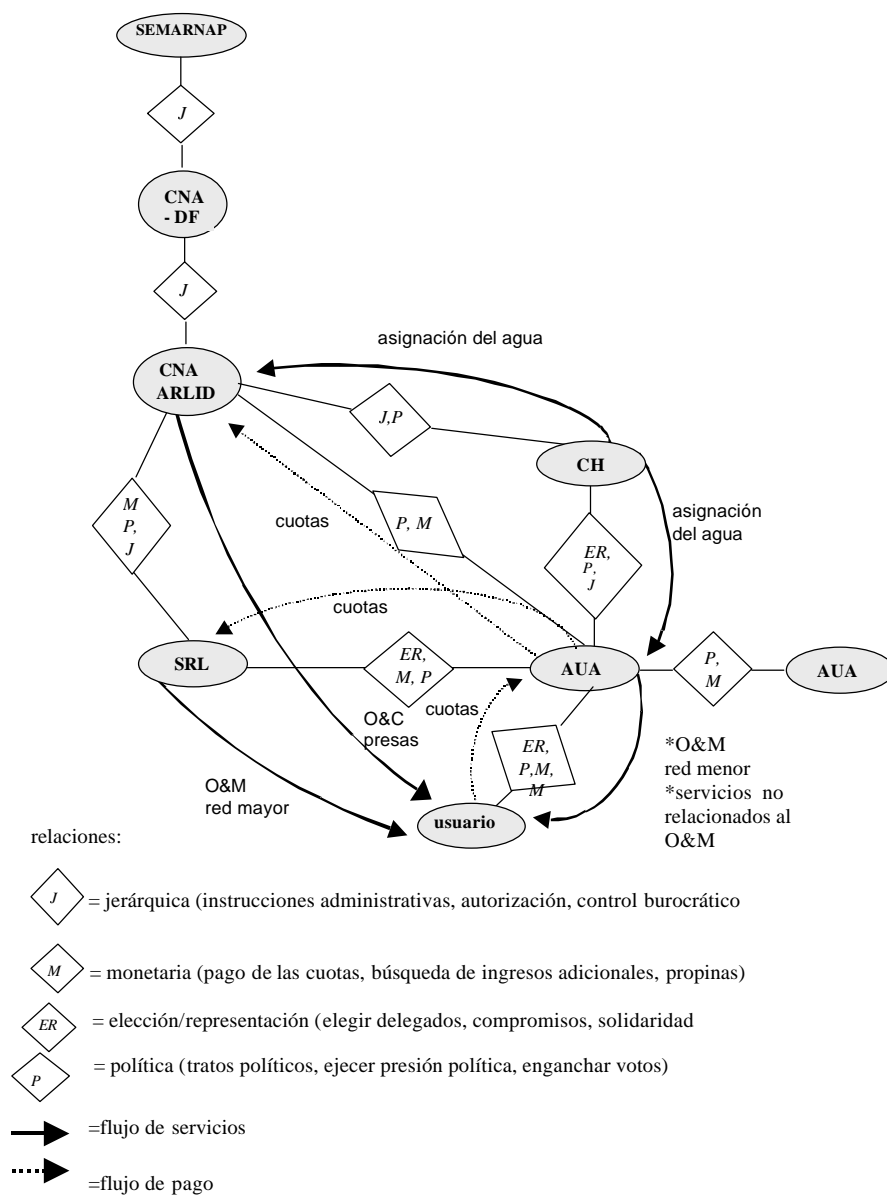 SEMARNAP
J
CNA
- DF
J
asignación del agua
CNA
ARLID
J,P
CH
M
P,
J
cuotas
P, M
asignación
del agua
ER,
P,
J
cuotas
SRL
ER,
M, P
AUA
P,
M
AUA
O&C
presas
cuotas
ER,
P,M,
M
*O&M
red menor
*servicios no
relacionados al
O&M
O&M
red mayor
usuario
relaciones:
J = jerárquica (instrucciones administrativas, autorización, control burocrático
M = monetaria (pago de las cuotas, búsqueda de ingresos adicionales, propinas)
ER = elección/representación (elegir delegados, compromisos, solidaridad
P = política (tratos políticos, ejecer presión política, enganchar votos)
=flujo de servicios
=flujo de pago